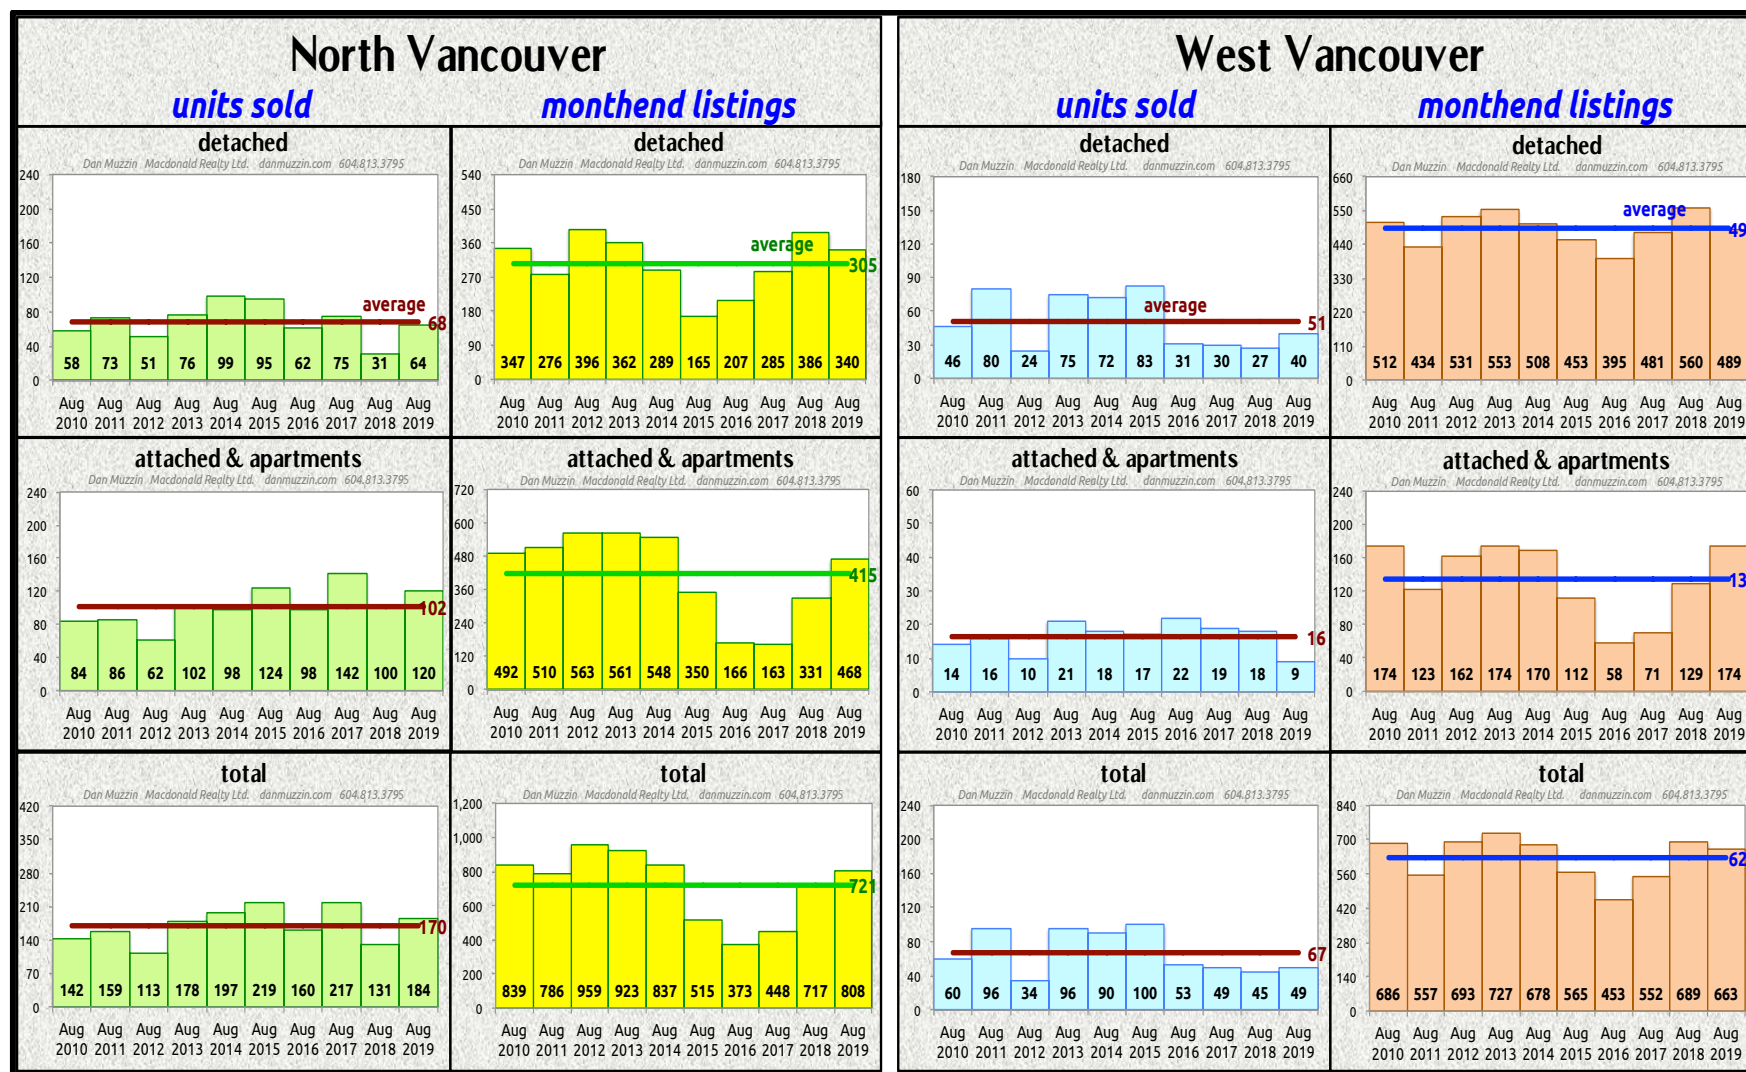 North Vancouver
units sold
monthend listings
detached
Dan Muzzin Macdonald Realty Ltd. danmuzzin.com 604.813.3795
240
200
160
120
80
40
0
average
68
58 73 51 76 99 95 62 75 31 64
Aug Aug Aug Aug Aug Aug Aug Aug Aug Aug
2010 2011 2012 2013 2014 2015 2016 2017 2018 2019
detached
Dan Muzzin Macdonald Realty Ltd. danmuzzin.com 604.813.3795
540
450
360
270
180
90
0
average
305
347 276 396 362 289 165 207 285 386 340
Aug Aug Aug Aug Aug Aug Aug Aug Aug Aug
2010 2011 2012 2013 2014 2015 2016 2017 2018 2019
attached & apartments
Dan Muzzin Macdonald Realty Ltd. danmuzzin.com 604.813.3795
240
200
160
120
80
40
0
102
84 86 62 102 98 124 98 142 100 120
Aug Aug Aug Aug Aug Aug Aug Aug Aug Aug
2010 2011 2012 2013 2014 2015 2016 2017 2018 2019
attached & apartments
Dan Muzzin Macdonald Realty Ltd. danmuzzin.com 604.813.3795
720
600
480
360
240
120
0
415
492 510 563 561 548 350 166 163 331 468
Aug Aug Aug Aug Aug Aug Aug Aug Aug Aug
2010 2011 2012 2013 2014 2015 2016 2017 2018 2019
total
Dan Muzzin Macdonald Realty Ltd. danmuzzin.com 604.813.3795
420
350
280
210
140
70
0
170
142 159 113 178 197 219 160 217 131 184
Aug Aug Aug Aug Aug Aug Aug Aug Aug Aug
2010 2011 2012 2013 2014 2015 2016 2017 2018 2019
total
Dan Muzzin Macdonald Realty Ltd. danmuzzin.com 604.813.3795
1,200
1,000
800
600
400
200
0
721
839 786 959 923 837 515 373 448 717 808
Aug Aug Aug Aug Aug Aug Aug Aug Aug Aug
2010 2011 2012 2013 2014 2015 2016 2017 2018 2019
West Vancouver
units sold
monthend listings
detached
Dan Muzzin Macdonald Realty Ltd. danmuzzin.com 604.813.3795
180
150
120
90
60
30
0
average
51
46 80 24 75 72 83 31 30 27 40
Aug Aug Aug Aug Aug Aug Aug Aug Aug Aug
2010 2011 2012 2013 2014 2015 2016 2017 2018 2019
detached
Dan Muzzin Macdonald Realty Ltd. danmuzzin.com 604.813.3795
660
550
440
330
220
110
0
average
49
512 434 531 553 508 453 395 481 560 489
Aug Aug Aug Aug Aug Aug Aug Aug Aug Aug
2010 2011 2012 2013 2014 2015 2016 2017 2018 2019
attached & apartments
Dan Muzzin Macdonald Realty Ltd. danmuzzin.com 604.813.3795
60
50
40
30
20
10
0
16
14 16 10 21 18 17 22 19 18 9
Aug Aug Aug Aug Aug Aug Aug Aug Aug Aug
2010 2011 2012 2013 2014 2015 2016 2017 2018 2019
attached & apartments
Dan Muzzin Macdonald Realty Ltd. danmuzzin.com 604.813.3795
240
200
160
120
80
40
0
13
174 123 162 174 170 112 58 71 129 174
Aug Aug Aug Aug Aug Aug Aug Aug Aug Aug
2010 2011 2012 2013 2014 2015 2016 2017 2018 2019
total
Dan Muzzin Macdonald Realty Ltd. danmuzzin.com 604.813.3795
240
200
160
120
80
40
0
67
60 96 34 96 90 100 53 49 45 49
Aug Aug Aug Aug Aug Aug Aug Aug Aug Aug
2010 2011 2012 2013 2014 2015 2016 2017 2018 2019
total
Dan Muzzin Macdonald Realty Ltd. danmuzzin.com 604.813.3795
840
700
560
420
280
140
0
62
686 557 693 727 678 565 453 552 689 663
Aug Aug Aug Aug Aug Aug Aug Aug Aug Aug
2010 2011 2012 2013 2014 2015 2016 2017 2018 2019